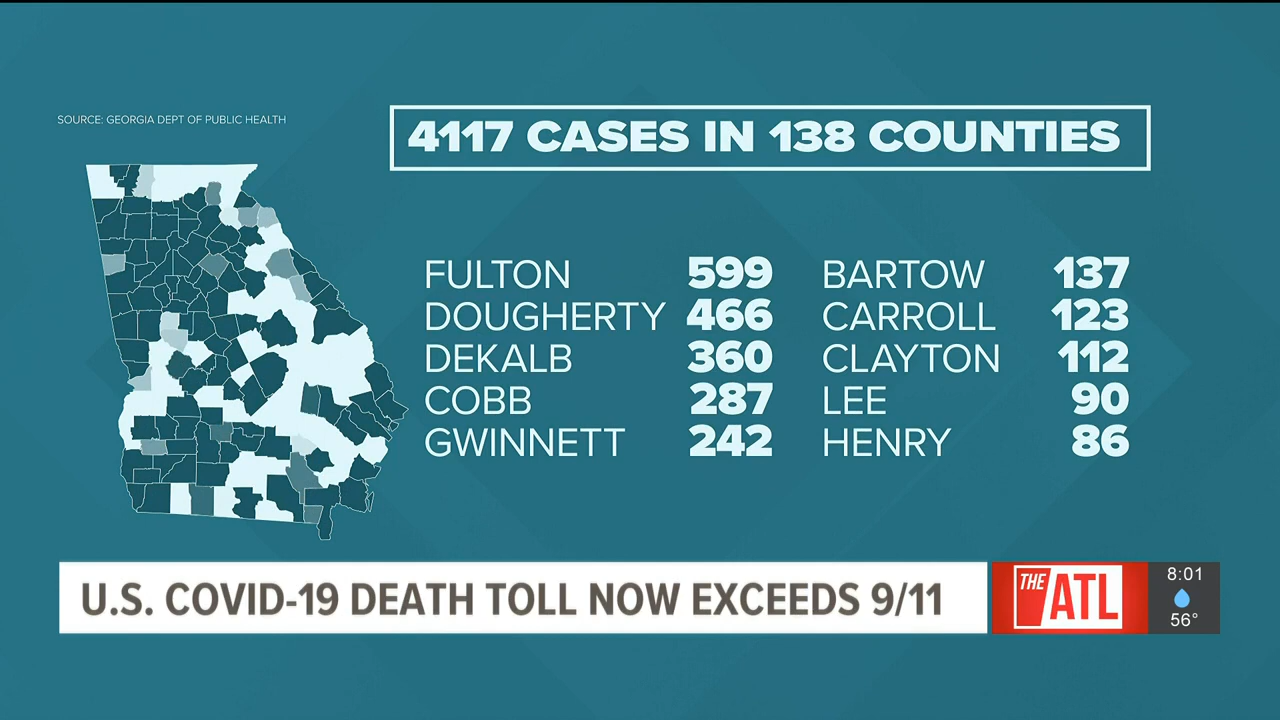 SOURCE: GEORGIA DEPT OF PUBLIC HEALTH
4117 CASES IN 138 COUNTIES
FULTON 599 BARTOW 137
DOUGHERTY 466 CARROLL 123
DEKALB 360 CLAYTON 112
COBB 287 LEE 90
GWINNETT 242 HENRY 86
U.S. COVID-19 DEATH TOLL NOW EXCEEDS 9/11
THE ATL
8:01
56°